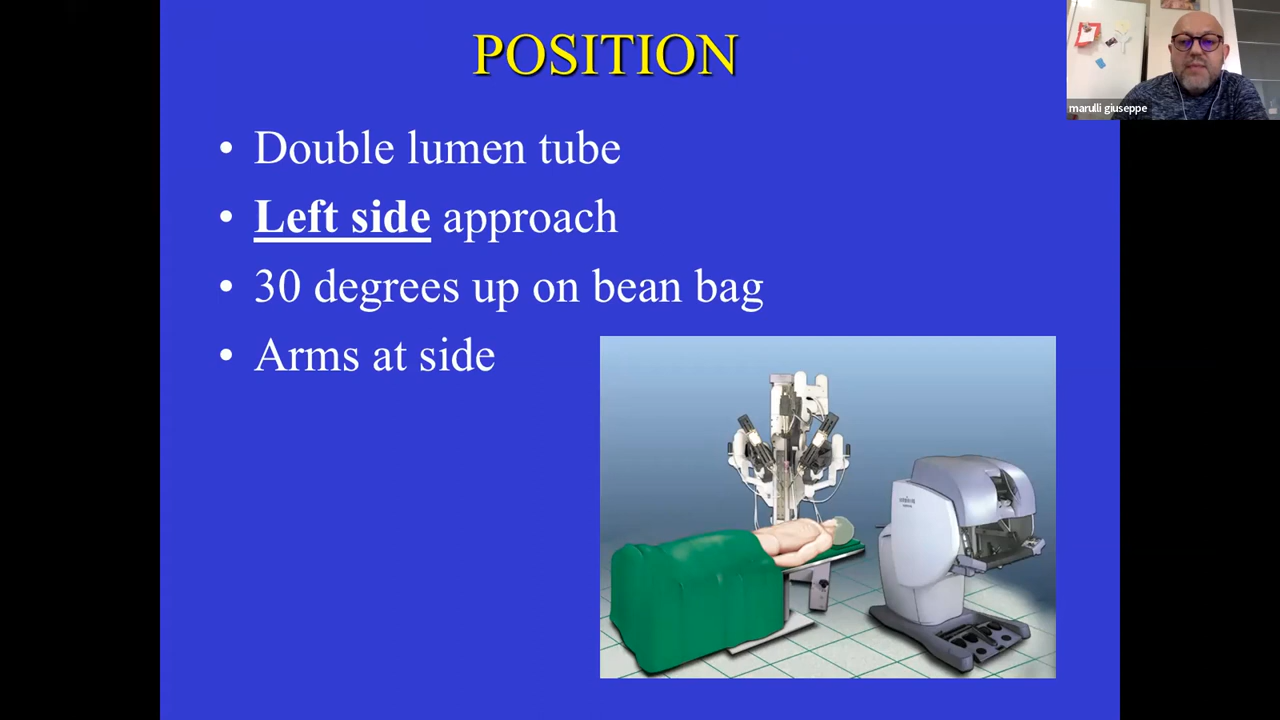 POSITION
marulli giuseppe
• Double lumen tube
• Left side approach
• 30 degrees up on bean bag
• Arms at side